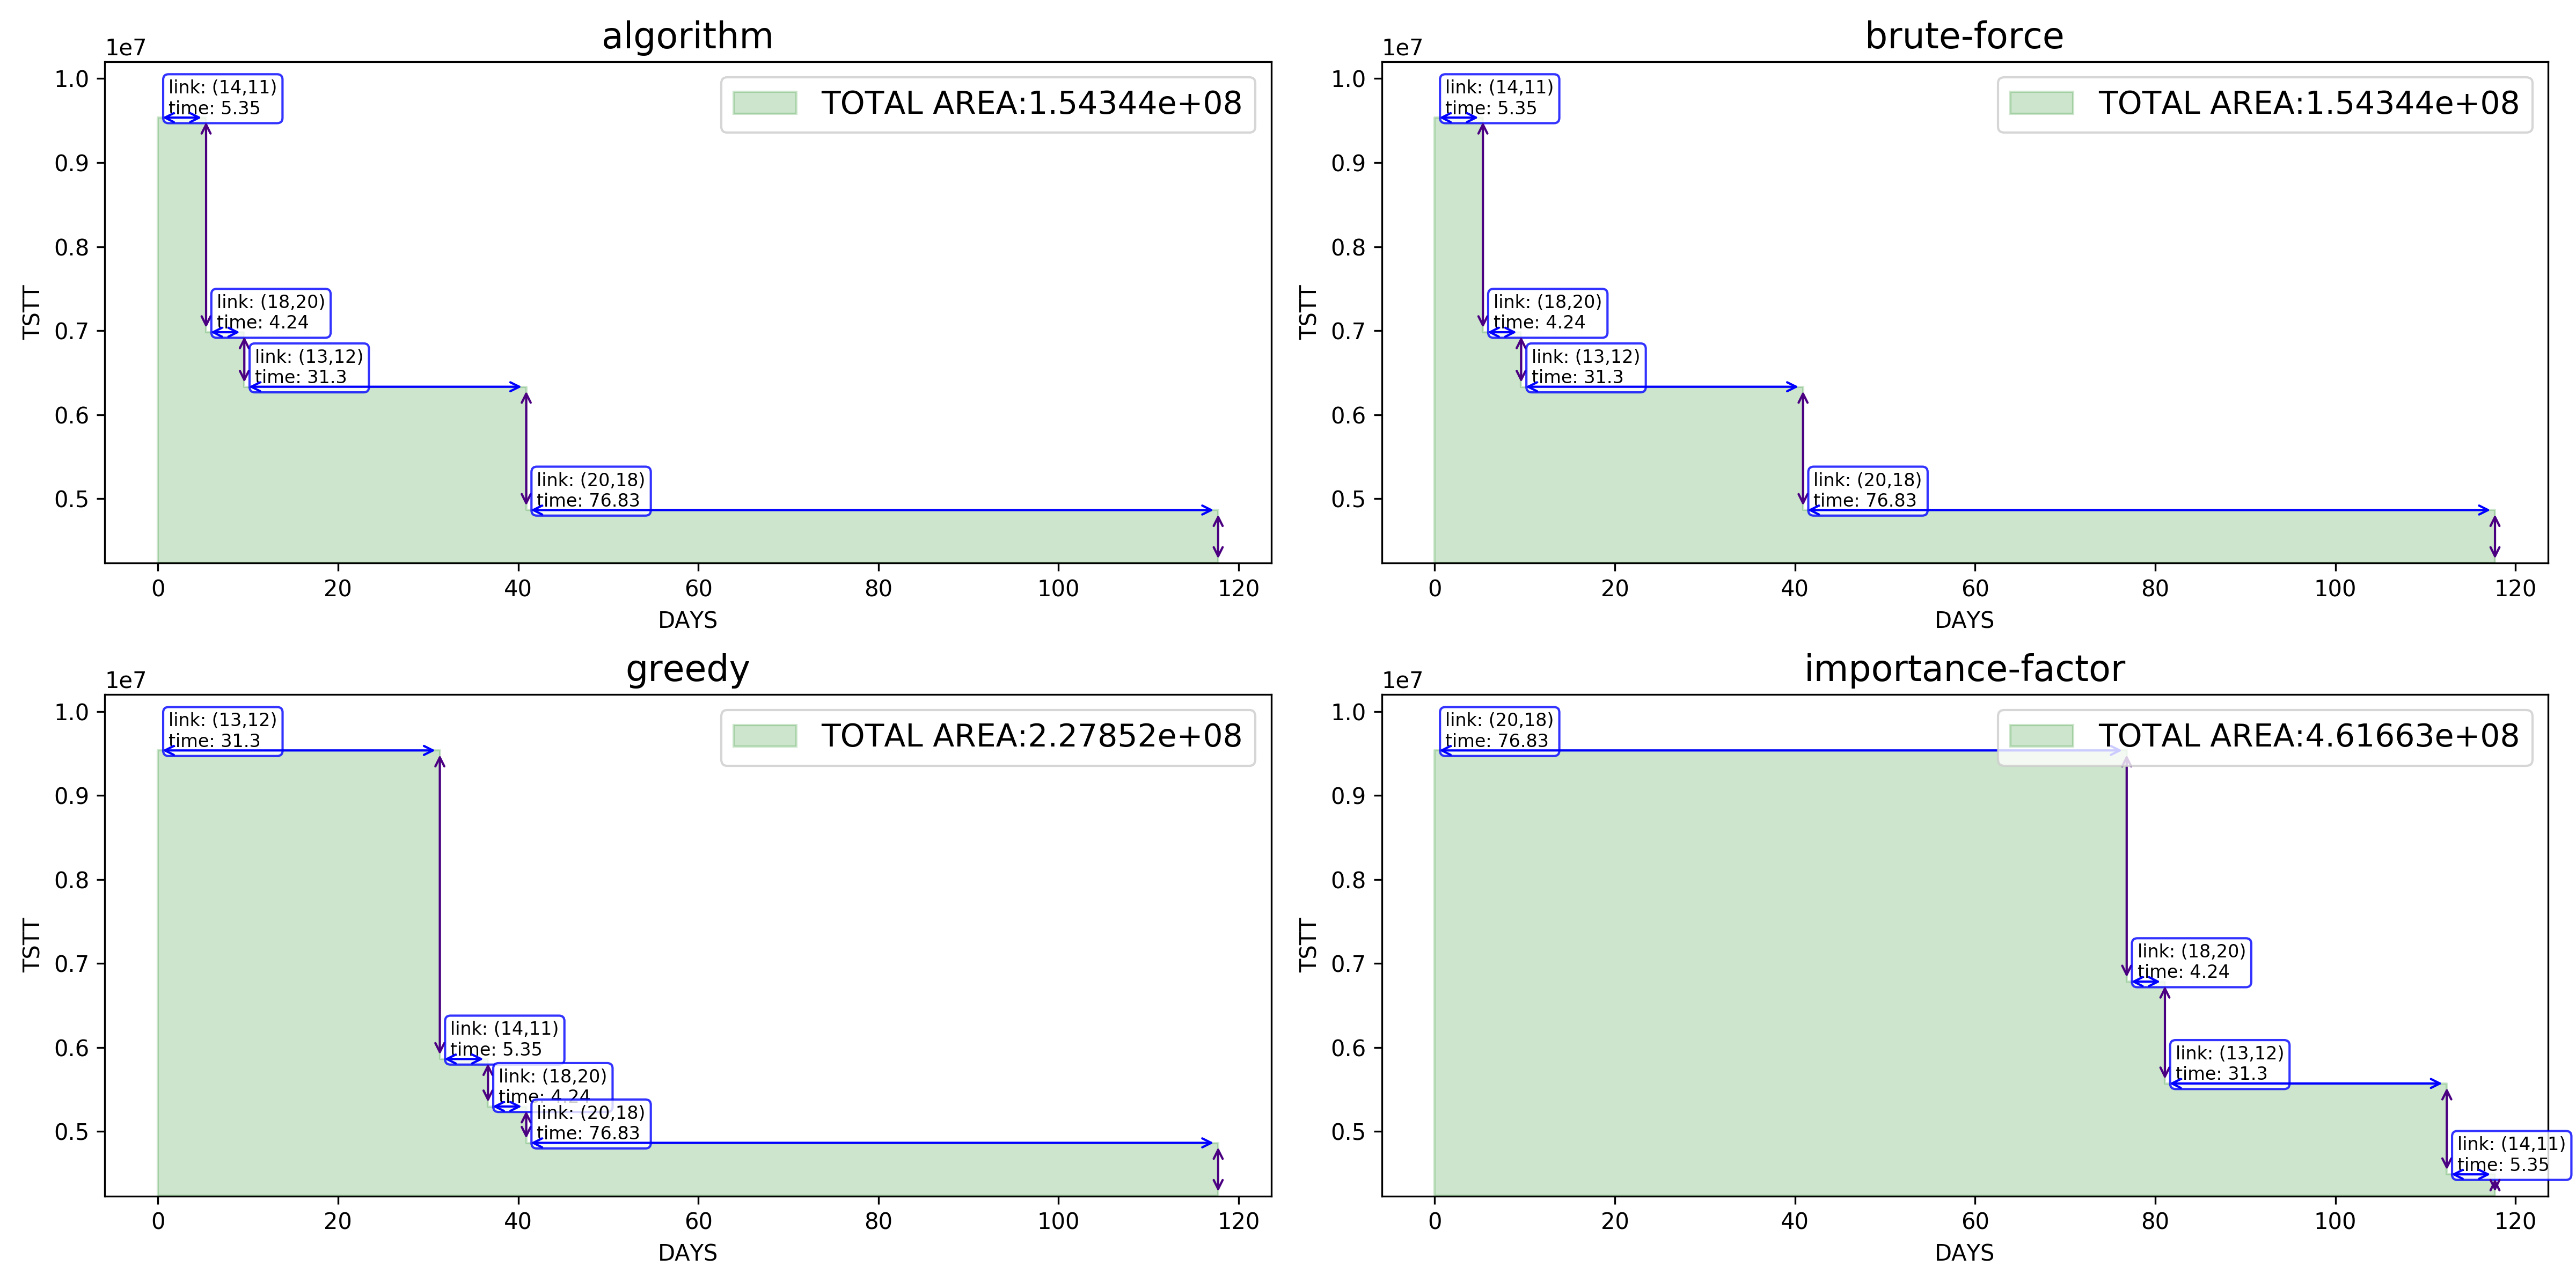 algorithm
1e7
1.0
0.9
0.8
0.7
0.6
0.5
TSTT
link: (14,11)
time: 5.35
link: (18,20)
time: 4.24
link: (13,12)
time: 31.3
link: (20,18)
time: 76.83
TOTAL AREA:1.54344e+08
0 20 40 60 80 100 120
DAYS
brute-force
1e7
1.0
0.9
0.8
0.7
0.6
0.5
TSTT
link: (14,11)
time: 5.35
link: (18,20)
time: 4.24
link: (13,12)
time: 31.3
link: (20,18)
time: 76.83
TOTAL AREA:1.54344e+08
0 20 40 60 80 100 120
DAYS
greedy
1e7
1.0
0.9
0.8
0.7
0.6
0.5
TSTT
link: (13,12)
time: 31.3
link: (14,11)
time: 5.35
link: (18,20)
time: 4.24
link: (20,18)
time: 76.83
TOTAL AREA:2.27852e+08
0 20 40 60 80 100 120
DAYS
importance-factor
1e7
1.0
0.9
0.8
0.7
0.6
0.5
TSTT
link: (20,18)
time: 76.83
link: (18,20)
time: 4.24
link: (13,12)
time: 31.3
link: (14,11)
time: 5.35
TOTAL AREA:4.61663e+08
0 20 40 60 80 100 120
DAYS